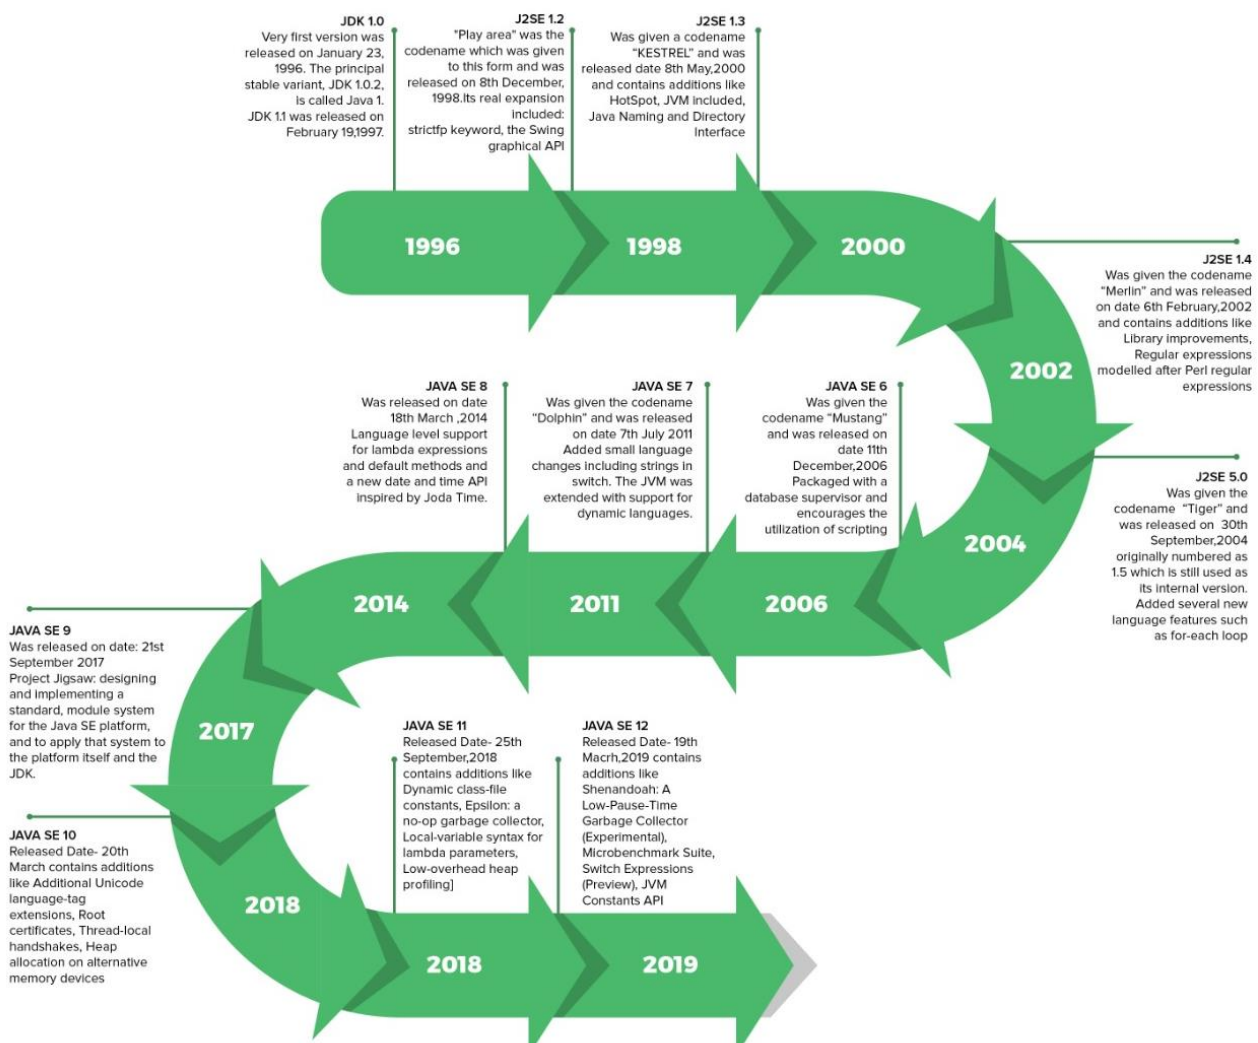 JDK 1.0
Very first version was
released on January 23,
1996. The principal
stable variant, JDK 1.0.2,
is called Java 1.
JDK 1.1 was released on
February 19,1997.
J2SE 1.2
"Play area" was the
codename which was given
to this form and was
released on 8th December,
1998.Its real expansion
included:
strictfp keyword, the Swing
graphical API
J2SE 1.3
Was given a codename
“KESTREL” and was
released date 8th May,2000
and contains additions like
HotSpot, JVM included,
Java Naming and Directory
Interface
1996
1998
2000
J2SE 1.4
Was given the codename
“Merlin” and was released
on date 6th February,2002
and contains additions like
Library improvements,
Regular expressions
modelled after Perl regular
expressions
2002
J2SE 5.0
Was given the
codename “Tiger” and
was released on 30th
September,2004
originally numbered as
1.5 which is still used as
its internal version.
Added several new
language features such
as for-each loop
2004
JAVA SE 6
Was given the
codename “Mustang”
and was released on
date 11th
December,2006
Packaged with a
database supervisor and
encourages the
utilization of scripting
2006
JAVA SE 7
Was given the codename
“Dolphin” and was released
on date 7th July 2011
Added small language
changes including strings in
switch. The JVM was
extended with support for
dynamic languages.
2011
JAVA SE 8
Was released on date
18th March ,2014
Language level support
for lambda expressions
and default methods and
a new date and time API
inspired by Joda Time.
2014
JAVA SE 9
Was released on date: 21st
September 2017
Project Jigsaw: designing
and implementing a
standard, module system
for the Java SE platform,
and to apply that system to
the platform itself and the
JDK.
2017
JAVA SE 10
Released Date- 20th
March contains additions
like Additional Unicode
language-tag
extensions, Root
certificates, Thread-local
handshakes, Heap
allocation on alternative
memory devices
2018
JAVA SE 11
Released Date- 25th
September,2018
contains additions like
Dynamic class-file
constants, Epsilon: a
no-op garbage collector,
Local-variable syntax for
lambda parameters,
Low-overhead heap
profiling]
2018
JAVA SE 12
Released Date- 19th
Macrh,2019 contains
additions like
Shenandoah: A
Low-Pause-Time
Garbage Collector
(Experimental),
Microbenchmark Suite,
Switch Expressions
(Preview), JVM
Constants API
2019